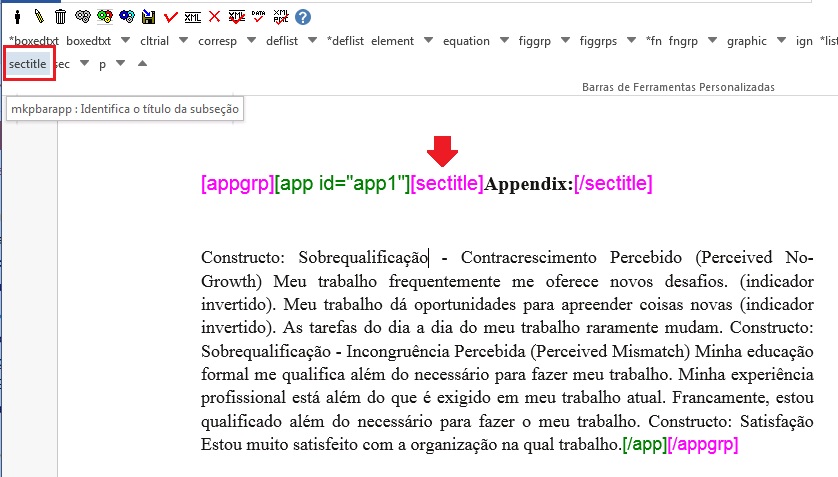 DATA
*boxedtxt boxedtxt cltrial corresp deflist *deflist element equation figgrp figgrps *fn fngrp graphic ign *list
sectitle sec p
Barras de Ferramentas Personalizadas
mkpbarapp : Identifica o título da subseção
[appgrp][app id="app1"][sectitle]Appendix:[/sectitle]
Constructo: Sobrequalificação - Contracrescimento Percebido (Perceived No-
Growth) Meu trabalho frequentemente me oferece novos desafios. (indicador
invertido). Meu trabalho dá oportunidades para apreender coisas novas (indicador
invertido). As tarefas do dia a dia do meu trabalho raramente mudam. Constructo:
Sobrequalificação - Incongruência Percebida (Perceived Mismatch) Minha educação
formal me qualifica além do necessário para fazer meu trabalho. Minha experiência
profissional está além do que é exigido em meu trabalho atual. Francamente, estou
qualificado além do necessário para fazer o meu trabalho. Constructo: Satisfação
Estou muito satisfeito com a organização na qual trabalho.[/app][/appgrp]